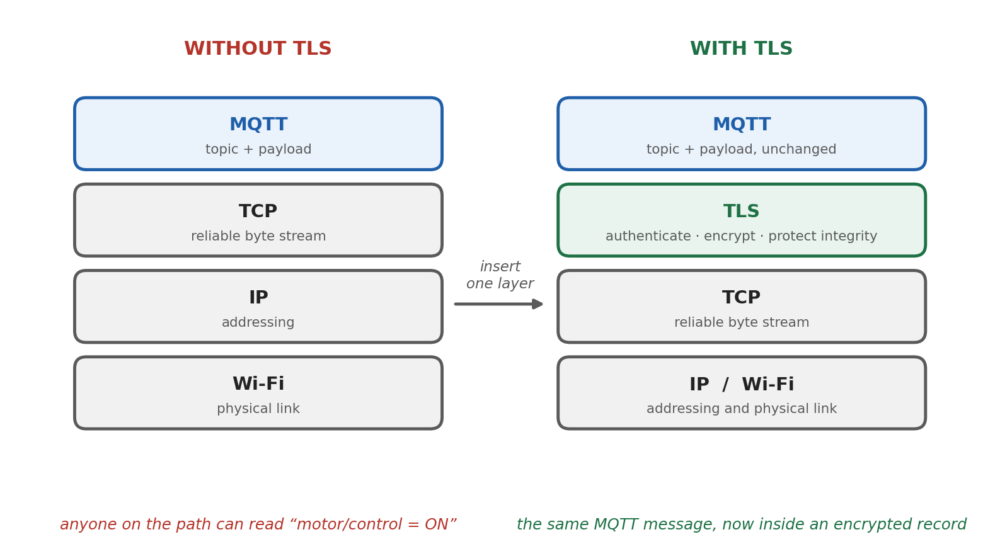 WITHOUT TLS
MQTT
topic + payload
TCP
reliable byte stream
IP
addressing
Wi-Fi
physical link
anyone on the path can read “motor/control = ON”
insert
one layer
WITH TLS
MQTT
topic + payload, unchanged
TLS
authenticate · encrypt · protect integrity
TCP
reliable byte stream
IP / Wi-Fi
addressing and physical link
the same MQTT message, now inside an encrypted record